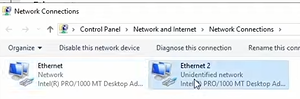 Network Connections
Control Panel > Network and Internet > Network Connections >
Organize Disable this network device Diagnose this connection Rename this conn
Ethernet
Network
Intel(R) PRO/1000 MT Desktop Ad...
Ethernet 2
Unidentified network
Intel(R) PRO/1000 MT Desktop Ad...